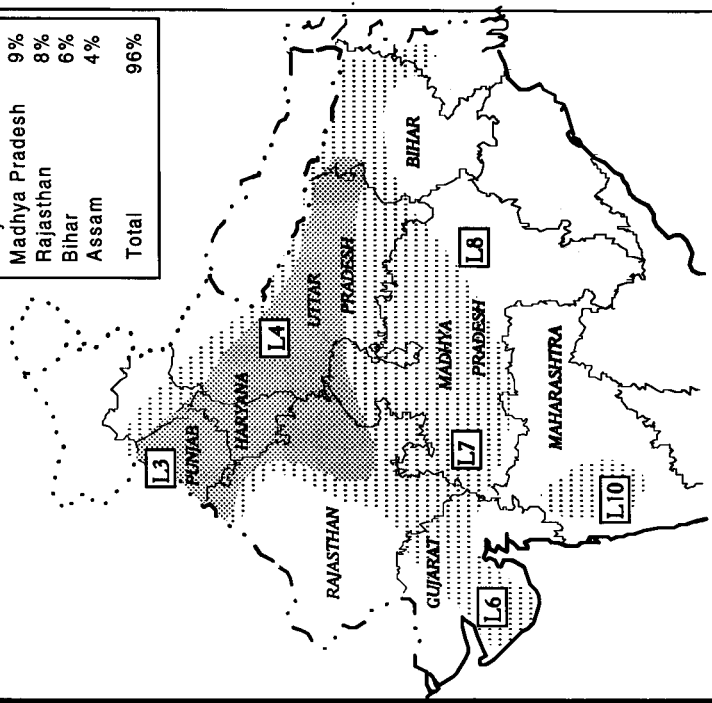 Madhya Pradesh 9%
Rajasthan 8%
Bihar 6%
Assam 4%
Total 96%
L3
PUNJAB
HARYANA
L4
UTTAR
PRADESH
RAJASTHAN
BIHAR
GUJARAT
L6
L7
MADHYA
PRADESH
L8
MAHARASHTRA
L10